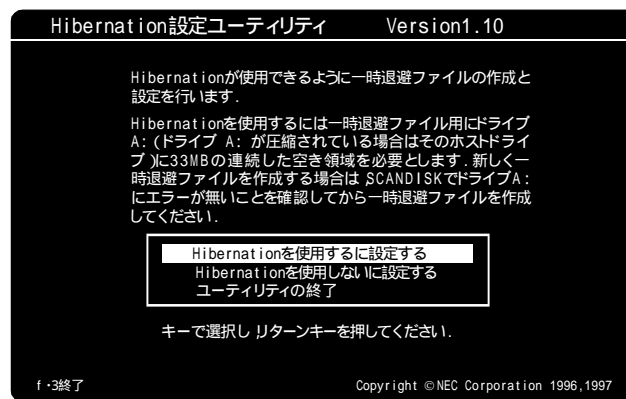 Hibernation設定ユーティリティ Version1.10
Hibernationが使用できるように一時退避ファイルの作成と
設定を行います.
Hibernationを使用するには一時退避ファイル用にドライブ
A:(ドライブ A: が圧縮されている場合はそのホストドライ
ブ)に33MBの連続した空き領域を必要とします.新しく一
時退避ファイルを作成する場合は,SCANDISKでドライブA:
にエラーが無いことを確認してから一時退避ファイルを作成
してください.
Hibernationを使用するに設定する
Hibernationを使用しないに設定する
ユーティリティの終了
キーで選択し,リターンキーを押してください.
f・3終了 Copyright ©NEC Corporation 1996,1997